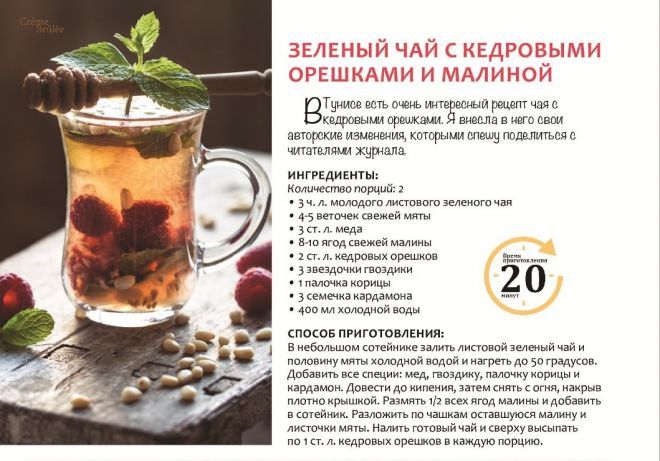 Crème
Brûlée
ЗЕЛЕНЫЙ ЧАЙ С КЕДРОВЫМИ
ОРЕШКАМИ И МАЛИНОЙ
В Тунисе есть очень интересный рецепт чая с
кедровыми орешками. Я внесла в него свои
авторские изменения, которыми спешу поделиться с
читателями журнала.
ИНГРЕДИЕНТЫ:
Количество порций: 2
• 3 ч. л. молодого листового зеленого чая
• 4-5 веточек свежей мяты
• 3 ст. л. меда
• 8-10 ягод свежей малины
• 2 ст. л. кедровых орешков
• 3 звездочки гвоздики
• 1 палочка корицы
• 3 семечка кардамона
• 400 мл холодной воды
Время
приготовления
20
минут
СПОСОБ ПРИГОТОВЛЕНИЯ:
В небольшом сотейнике залить листовой зеленый чай и
половину мяты холодной водой и нагреть до 50 градусов.
Добавить все специи: мед, гвоздику, палочку корицы и
кардамон. Довести до кипения, затем снять с огня, накрыв
плотно крышкой. Размять 1/2 всех ягод малины и добавить
в сотейник. Разложить по чашкам оставшуюся малину и
листочки мяты. Налить готовый чай и сверху высыпать
по 1 ст. л. кедровых орешков в каждую порцию.